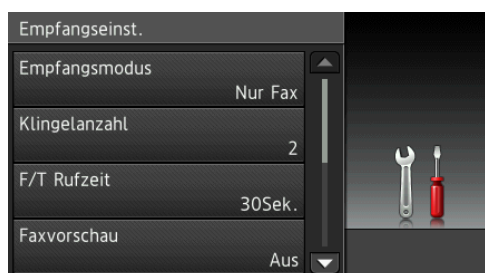 Empfangseinst.
Empfangsmodus
Nur Fax
Klingelanzahl
2
F/T Rufzeit
30Sek.
Faxvorschau
Aus